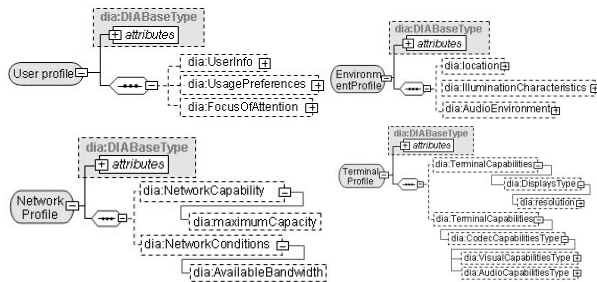 dia:DIABaseType
attributes
User profile
dia:UserInfo
dia:UsagePreferences
dia:FocusOfAttention
dia:DIABaseType
attributes
Environm
entProfile
dia:location
dia:IlluminationCharacteristics
dia:AudioEnvironment
dia:DIABaseType
attributes
Network
Profile
dia:NetworkCapability
dia:maximumCapacity
dia:NetworkConditions
dia:AvailableBandwidth
dia:DIABaseType
attributes
Terminal
Profile
dia:TerminalCapabilities
dia:DisplaysType
dia:resolution
dia:TerminalCapabilities
dia:CodecCapabilitiesType
dia:VisualCapabilitiesType
dia:AudioCapabilitiesType